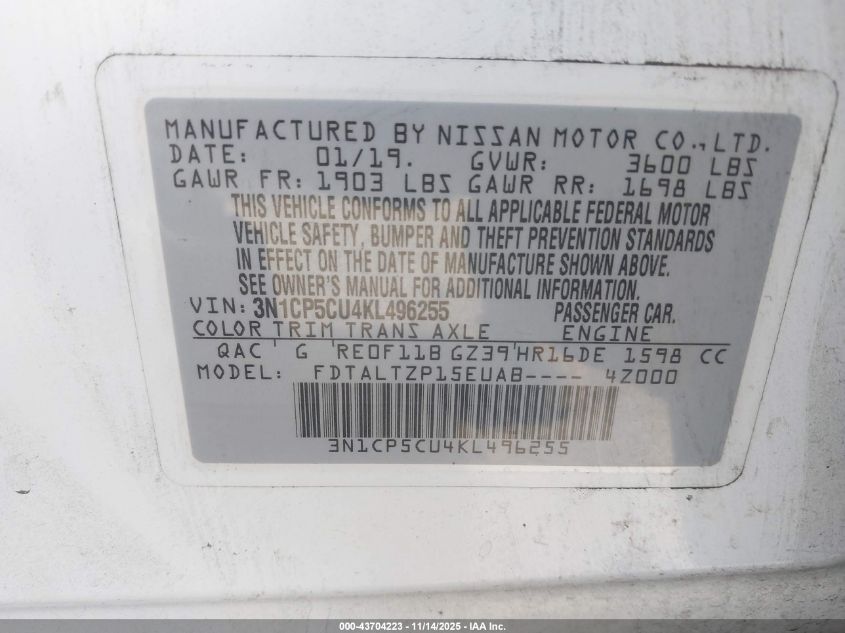 MANUFACTURED BY NISSAN MOTOR CO., LTD.
DATE: 01/19. GVWR: 3600 LBS
GAWR FR: 1903 LBS GAWR RR: 1698 LBS
THIS VEHICLE CONFORMS TO ALL APPLICABLE FEDERAL MOTOR
VEHICLE SAFETY, BUMPER AND THEFT PREVENTION STANDARDS
IN EFFECT ON THE DATE OF MANUFACTURE SHOWN ABOVE.
SEE OWNER'S MANUAL FOR ADDITIONAL INFORMATION.
VIN: 3N1CP5CU4KL496255 PASSENGER CAR.
COLOR TRIM TRANS AXLE ENGINE
QAC G RE0F11B GZ39 HR16DE 1598 CC
MODEL: FDTALTZP15EUAB---- 4Z000
3N1CP5CU4KL496255
000-43704223 - 11/14/2025 - IAA Inc.